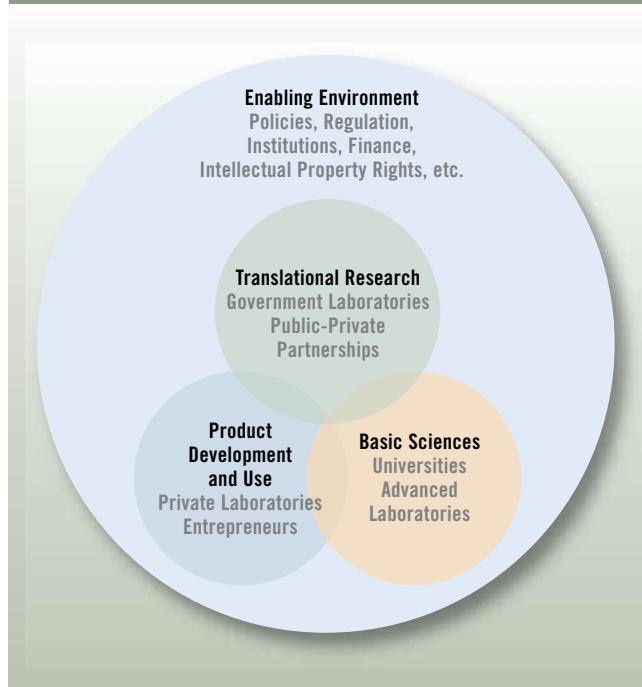 Enabling Environment
Policies, Regulation,
Institutions, Finance,
Intellectual Property Rights, etc.
Translational Research
Government Laboratories
Public-Private
Partnerships
Product
Development
and Use
Private Laboratories
Entrepreneurs
Basic Sciences
Universities
Advanced
Laboratories